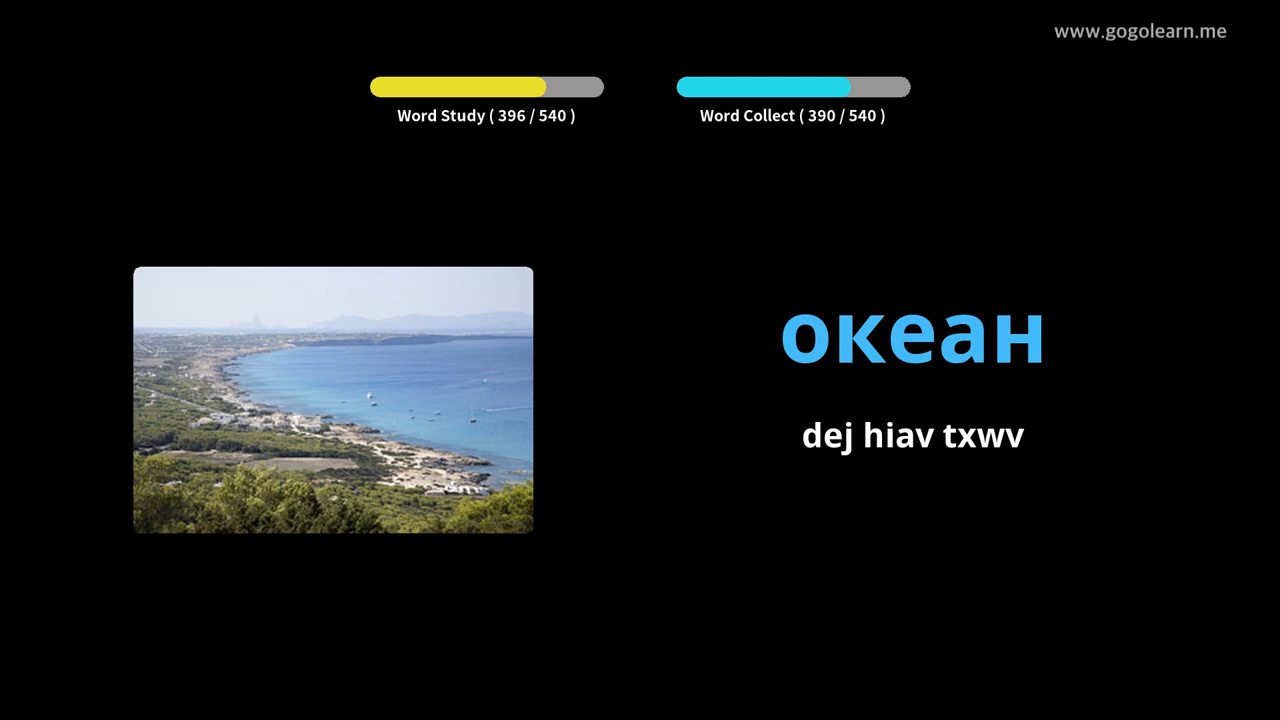 www.gogolearn.me
Word Study ( 396 / 540 )
Word Collect ( 390 / 540 )
океан
dej hiav txwv